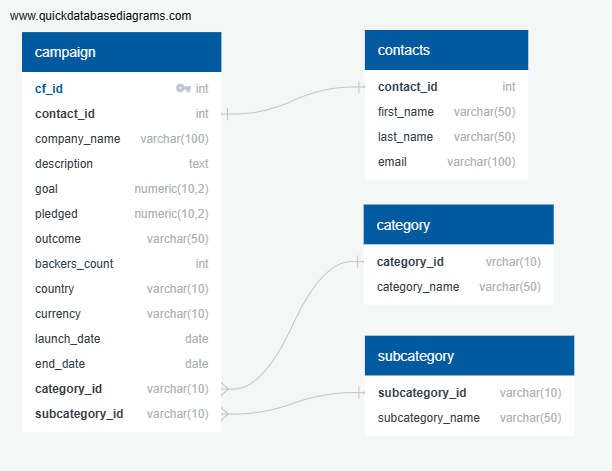 www.quickdatabasediagrams.com
campaign
cf_id int
contact_id int
company_name varchar(100)
description text
goal numeric(10,2)
pledged numeric(10,2)
outcome varchar(50)
backers_count int
country varchar(10)
currency varchar(10)
launch_date date
end_date date
category_id varchar(10)
subcategory_id varchar(10)
contacts
contact_id int
first_name varchar(50)
last_name varchar(50)
email varchar(100)
category
category_id vrchar(10)
category_name varchar(50)
subcategory
subcategory_id varchar(10)
subcategory_name varchar(50)